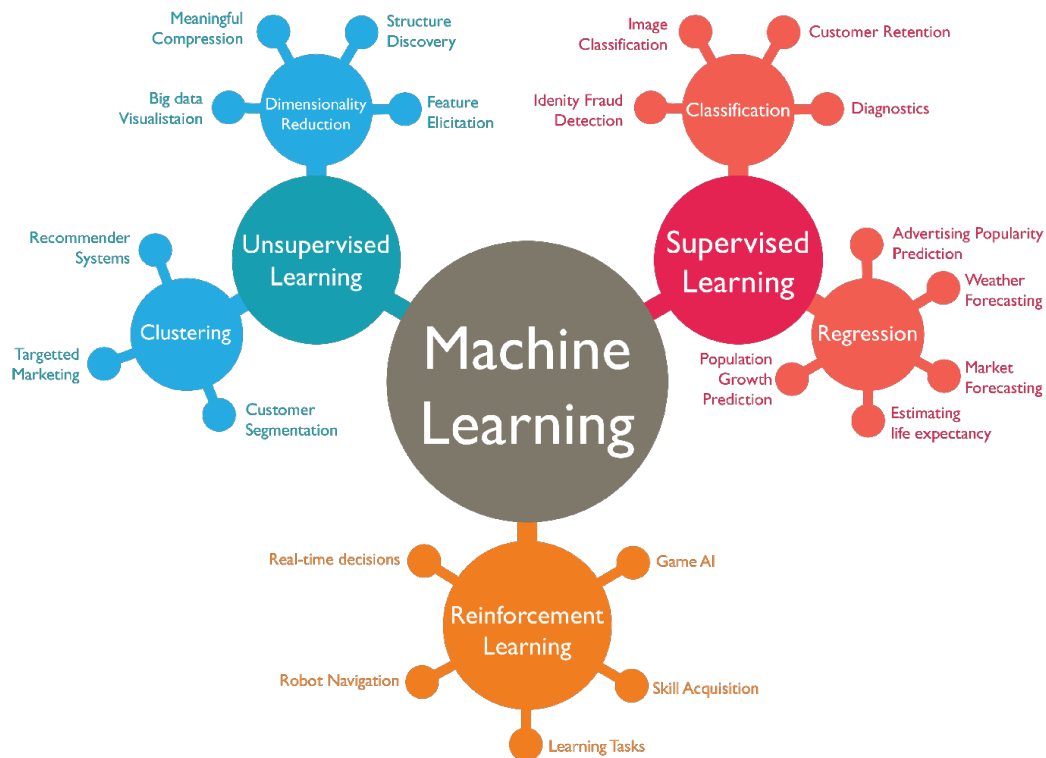 Meaningful
Compression
Structure
Discovery
Big data
Visualistaion
Dimensionality
Reduction
Feature
Elicitation
Unsupervised
Learning
Recommender
Systems
Clustering
Targetted
Marketing
Customer
Segmentation
Machine
Learning
Image
Classification
Customer Retention
Idenity Fraud
Detection
Classification
Diagnostics
Supervised
Learning
Advertising Popularity
Prediction
Weather
Forecasting
Regression
Population
Growth
Prediction
Market
Forecasting
Estimating
life expectancy
Real-time decisions
Game AI
Reinforcement
Learning
Robot Navigation
Skill Acquisition
Learning Tasks